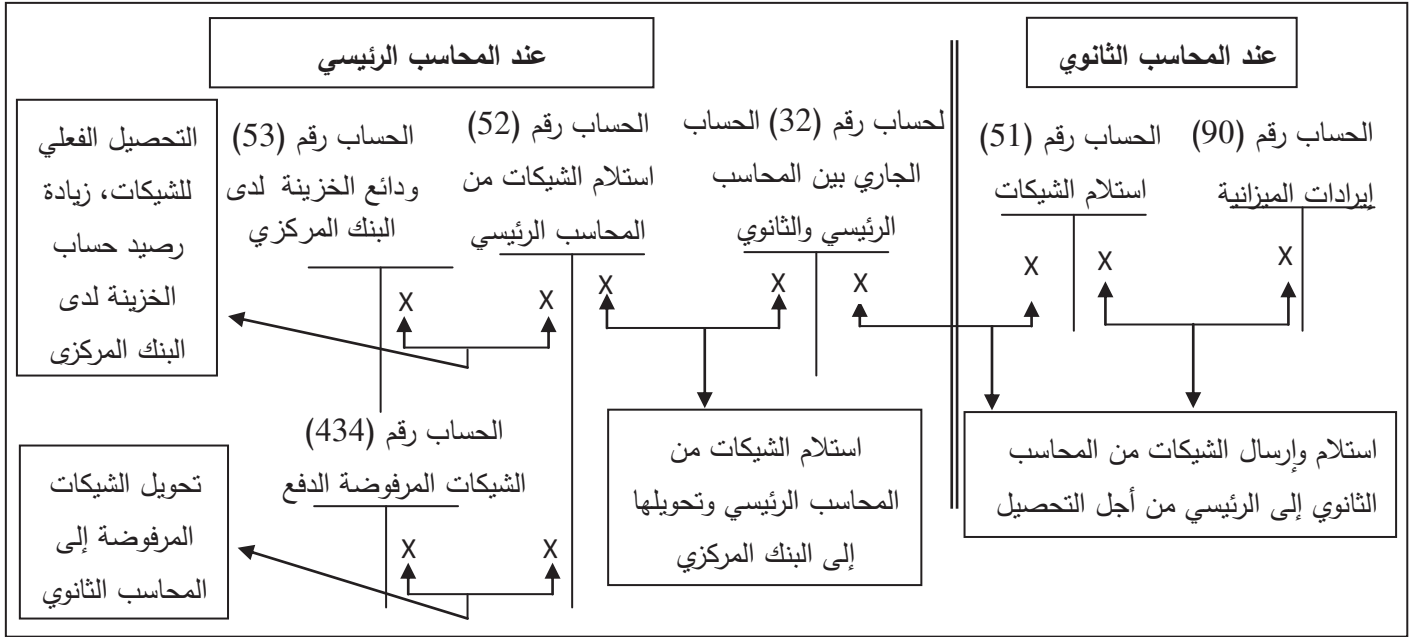 عند المحاسب الثانوي
عند المحاسب الرئيسي
الحساب رقم (90)
إيرادات الميزانية
الحساب رقم (51)
استلام الشيكات
لحساب رقم (32) الحساب
الجاري بين المحاسب
الرئيسي والثانوي
الحساب رقم (52)
استلام الشيكات من
المحاسب الرئيسي
الحساب رقم (53)
ودائع الخزينة لدى
البنك المركزي
التحصيل الفعلي
للشيكات، زيادة
رصيد حساب
الخزينة لدى
البنك المركزى
X
X
X
X
X
X
X
X
استلام وإرسال الشيكات من المحاسب
الثانوي إلى الرئيسي من أجل التحصيل
استلام الشيكات من
المحاسب الرئيسي وتحويلها
إلى البنك المركزي
الحساب رقم (434)
الشيكات المرفوضة الدفع
X
X
تحويل الشيكات
المرفوضة إلى
المحاسب الثانوي